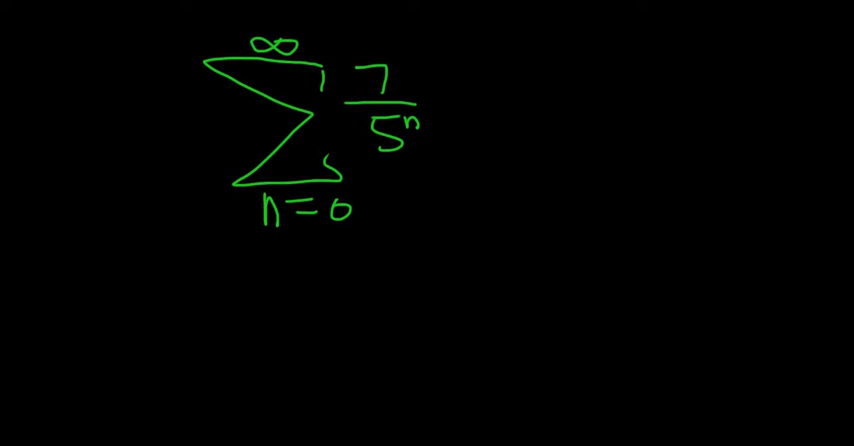 ∞
∑ 7/5ⁿ
n=0